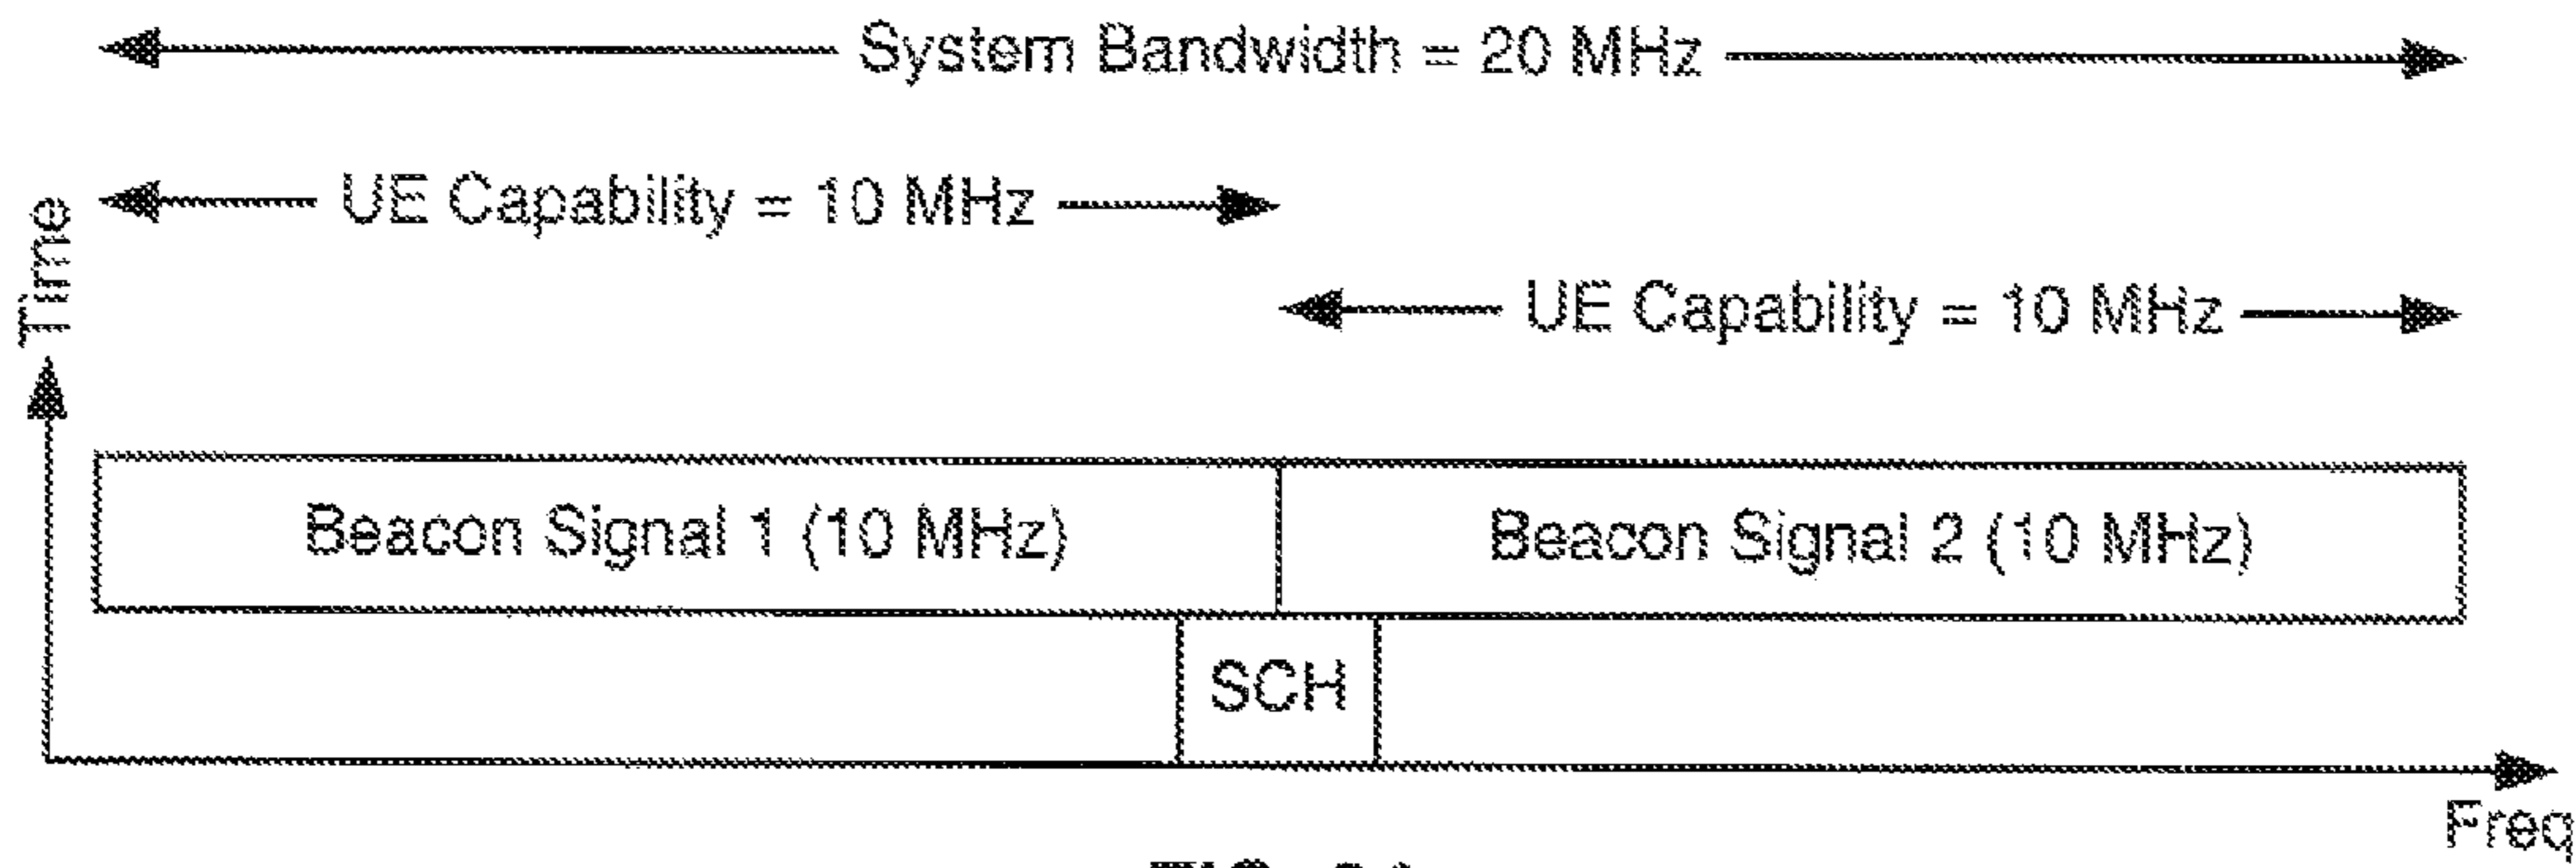 System Bandwidth = 20 MHz
UE Capability = 10 MHz
UE Capability = 10 MHz
Time
Beacon Signal 1 (10 MHz)
Beacon Signal 2 (10 MHz)
SCH
Freq